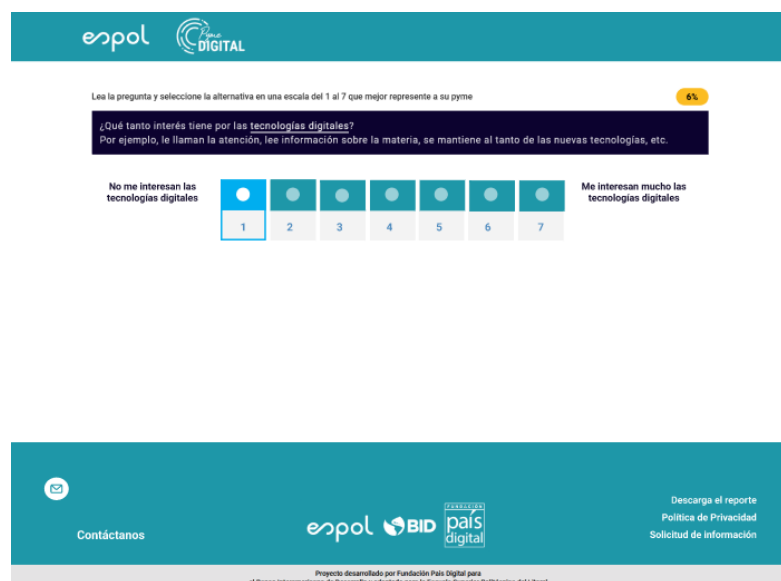 espol
Pyme
DIGITAL
Lea la pregunta y seleccione la alternativa en una escala del 1 al 7 que mejor represente a su pyme
6%
¿Qué tanto interés tiene por las tecnologías digitales?
Por ejemplo, le llaman la atención, lee información sobre la materia, se mantiene al tanto de las nuevas tecnologías, etc.
No me interesan las
tecnologías digitales
1 2 3 4 5 6 7
Me interesan mucho las
tecnologías digitales
Contáctanos
espol
BID
FUNDACIÓN
país
digital
Descarga el reporte
Política de Privacidad
Solicitud de información
Proyecto desarrollado por Fundación País Digital para